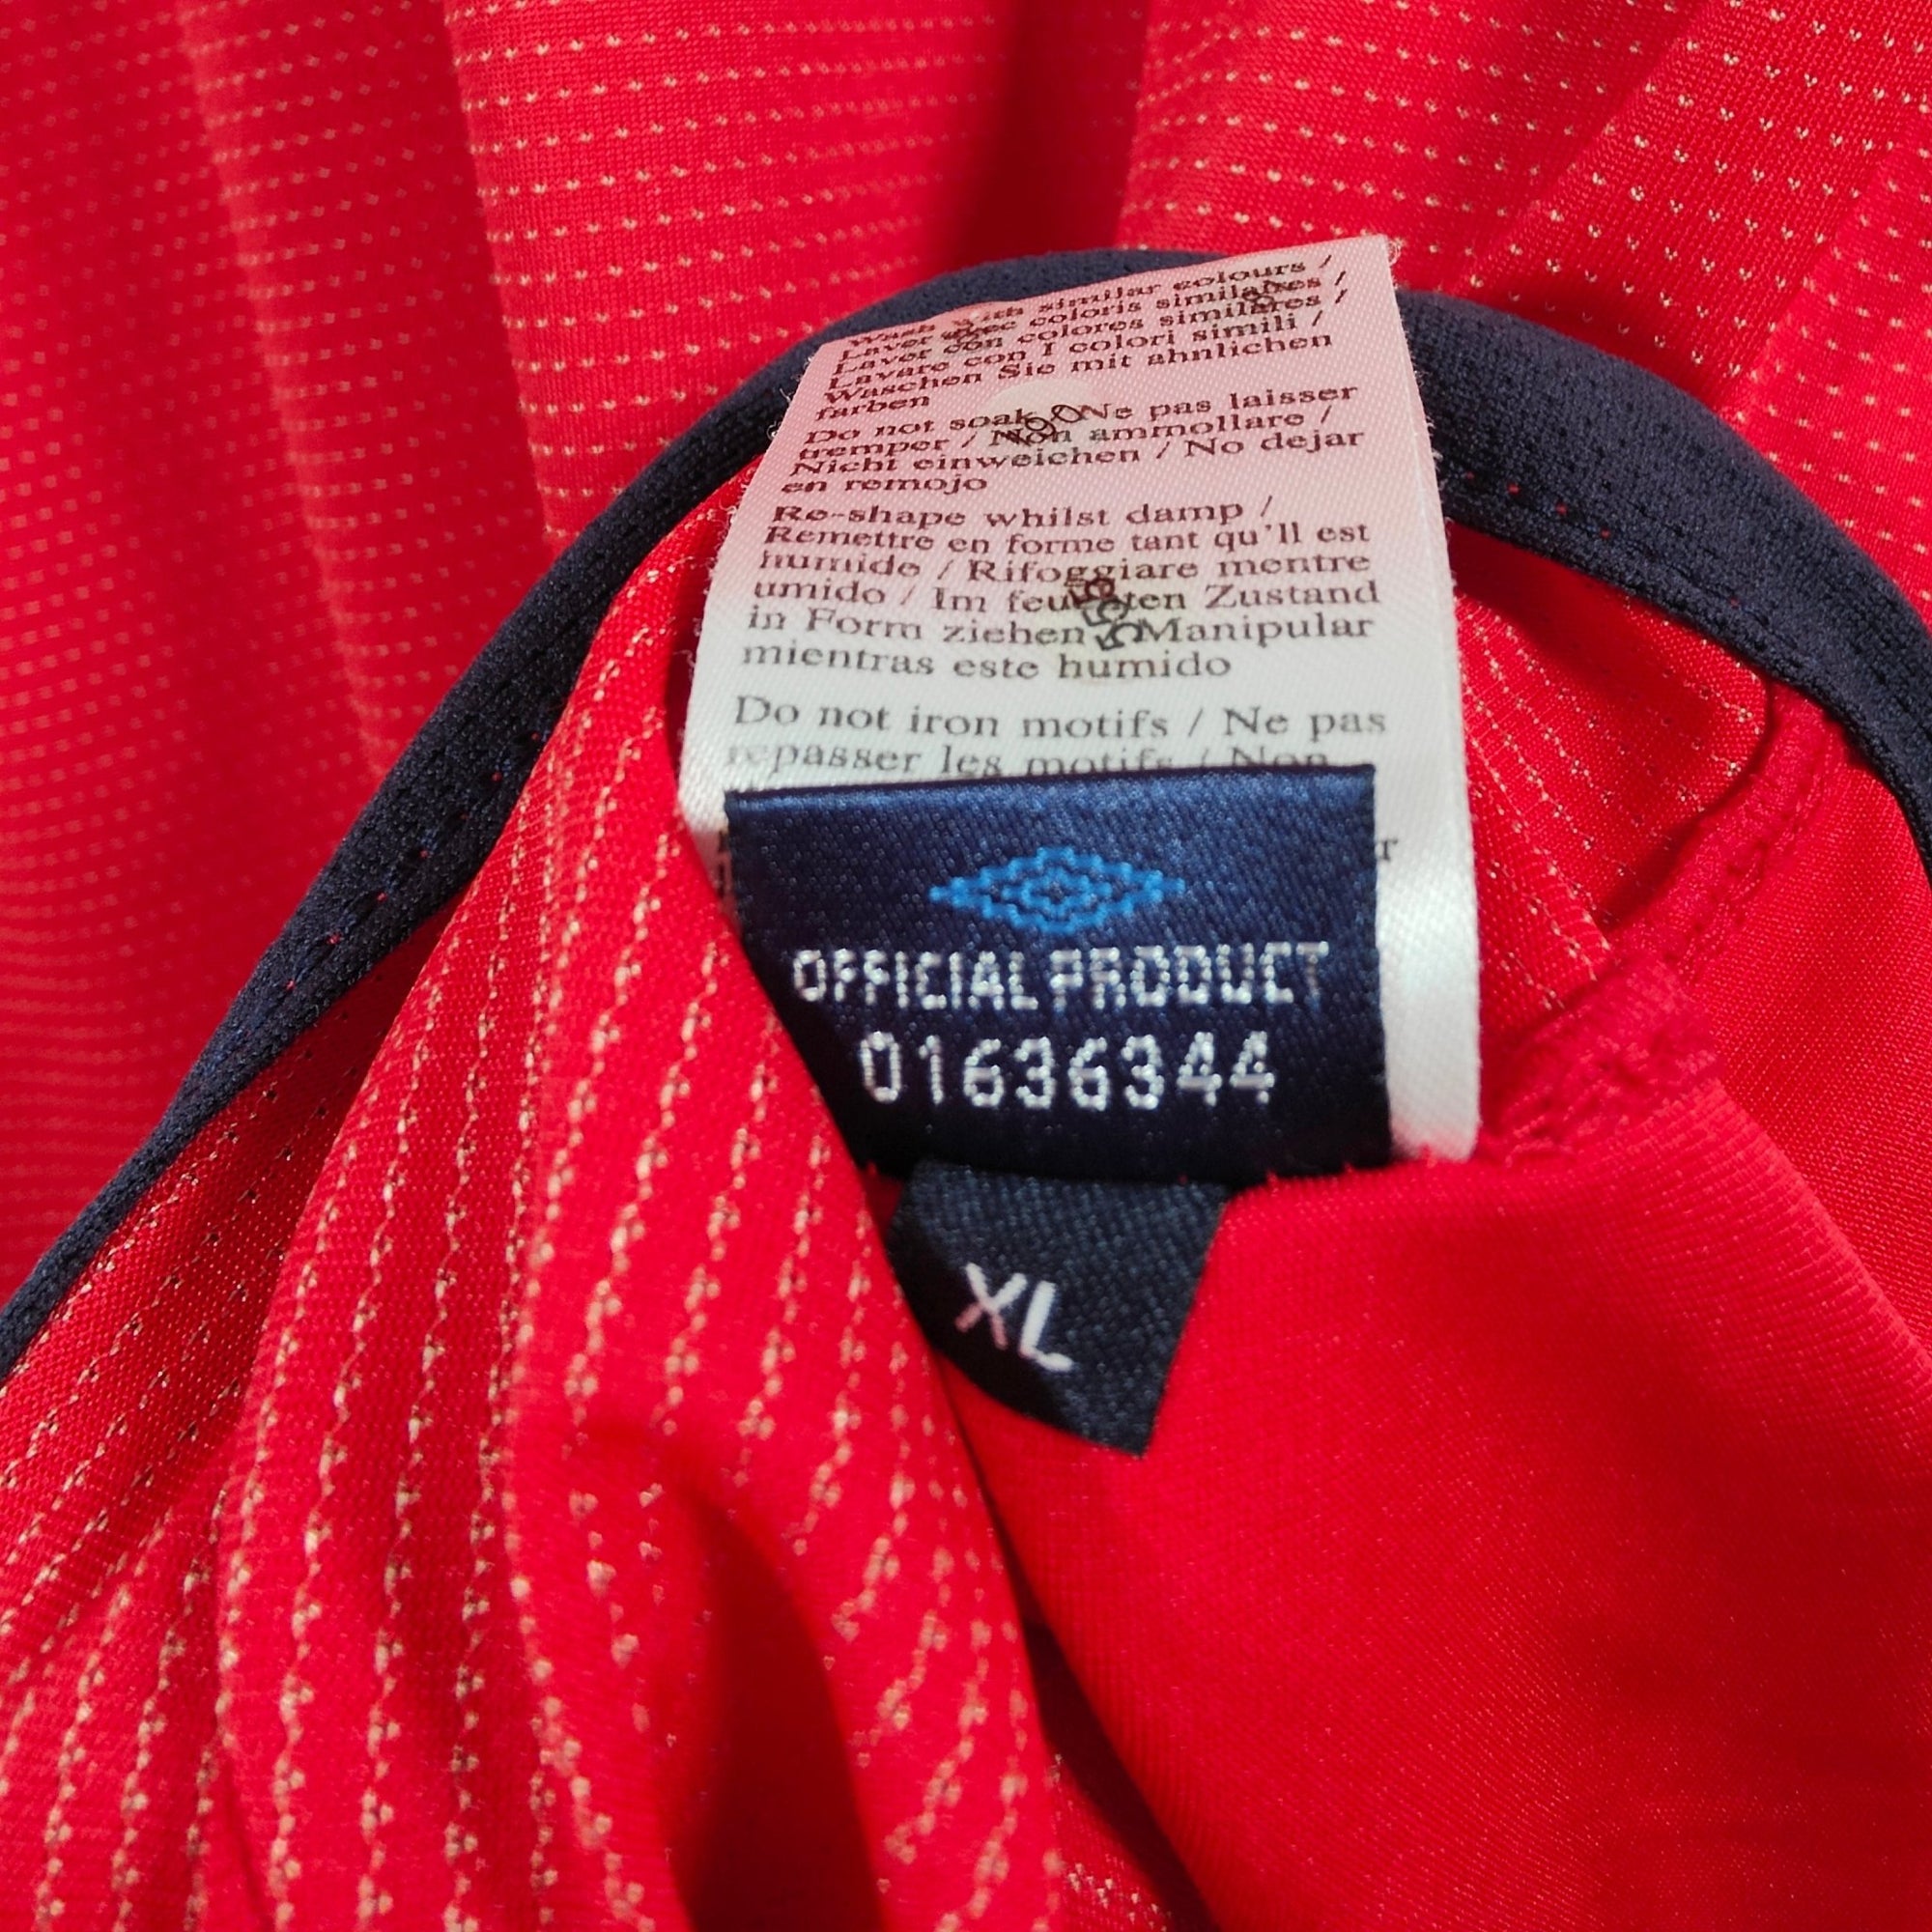 Wash with similar colours /
Laver avec coloris similaires /
Lavar con colores similares /
Lavare con I colori simili /
Waschen Sie mit ahnlichen
farben
Do not soak / Ne pas laisser
tremper / Non ammollare /
Nicht einweichen / No dejar
en remojo
Re-shape whilst damp /
Remettre en forme tant qu'll est
humide / Rifoggiare mentre
umido / Im feuchten Zustand
in Form ziehen / Manipular
mientras este humido
Do not iron motifs / Ne pas
repasser les motifs / Non
OFFICIAL PRODUCT
01636344
XL